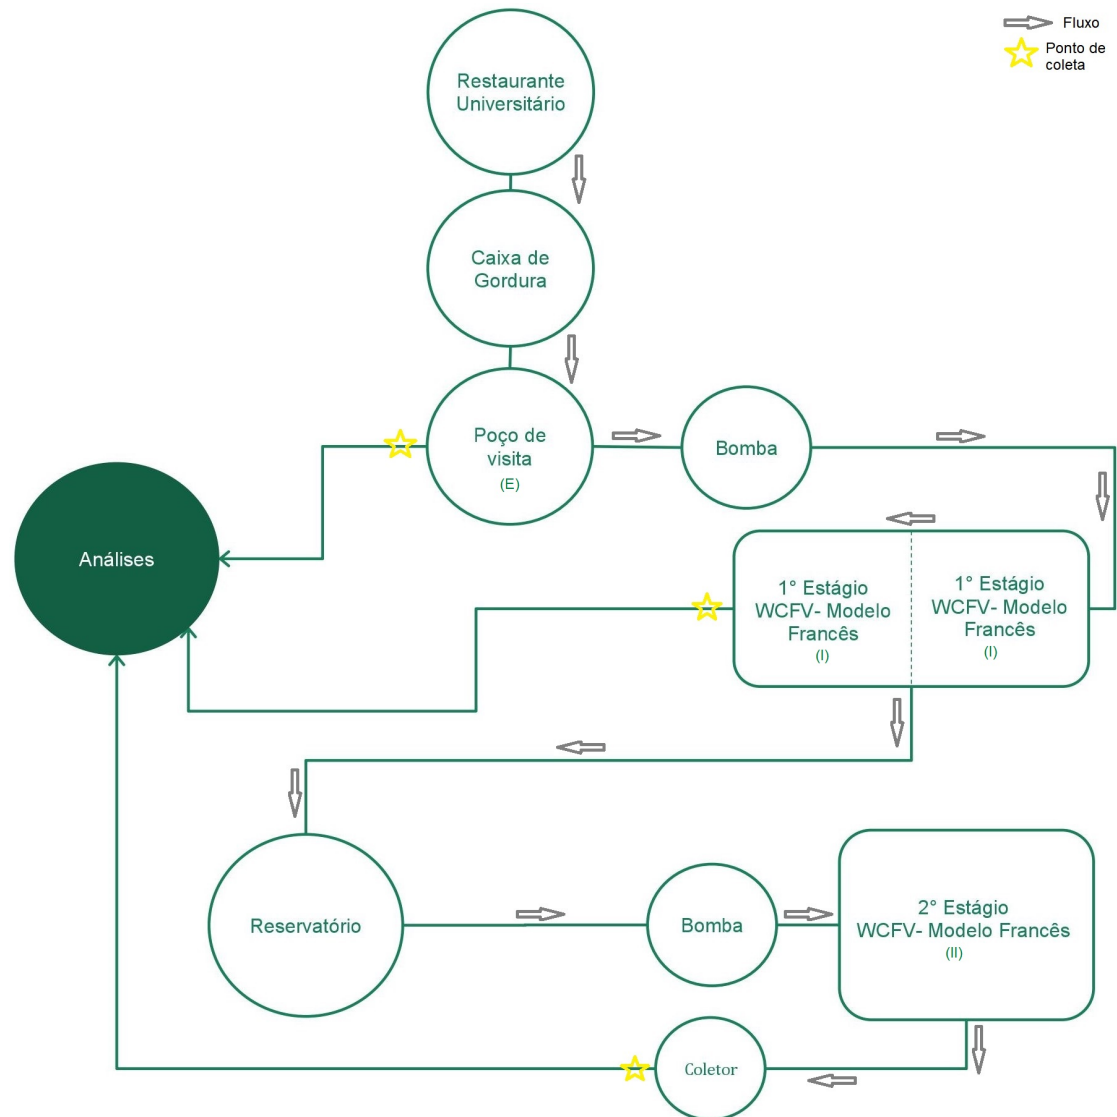 Fluxo
Ponto de
coleta
Restaurante
Universitário
Caixa de
Gordura
Poço de
visita
(E)
Bomba
Análises
1° Estágio
WCFV- Modelo
Francês
(I)
1° Estágio
WCFV- Modelo
Francês
(I)
Reservatório
Bomba
2° Estágio
WCFV- Modelo Francês
(II)
Coletor